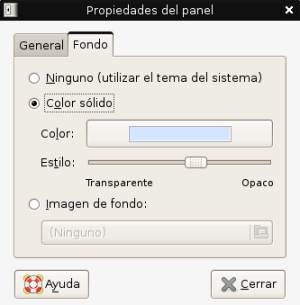 Propiedades del panel
General Fondo
Ninguno (utilizar el tema del sistema)
Color sólido
Color:
Estilo:
Transparente Opaco
Imagen de fondo:
(Ninguno)
Ayuda Cerrar